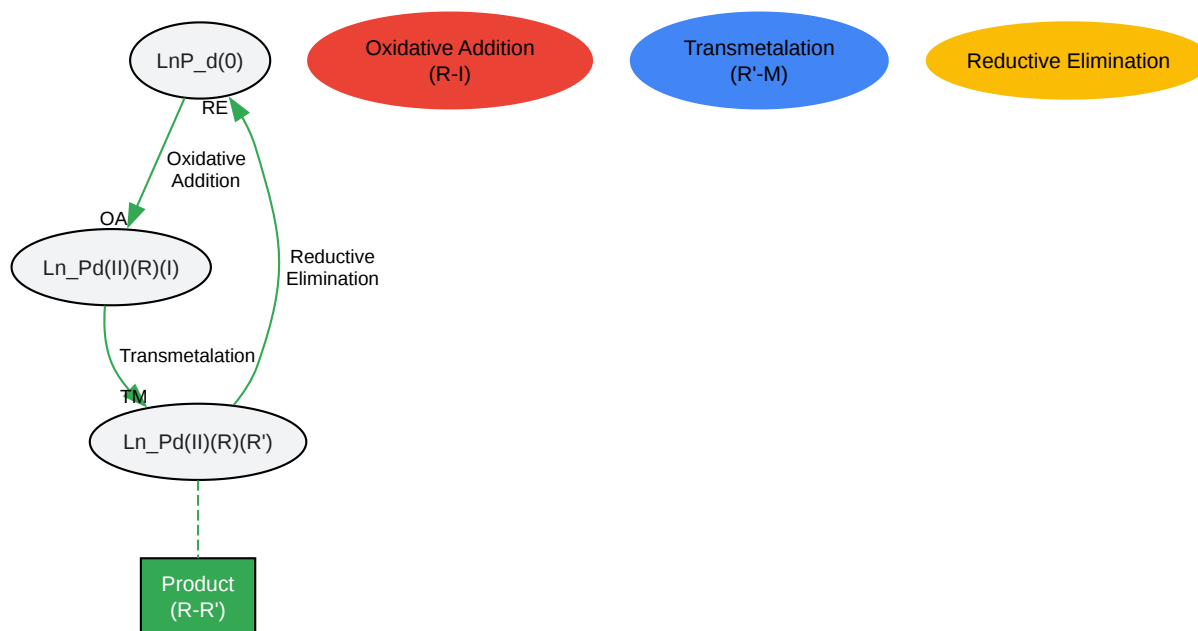 LnP_d(0)
Oxidative Addition
(R-I)
Transmetalation
(R'-M)
Reductive Elimination
RE
Oxidative
Addition
OA
Ln_Pd(II)(R)(I)
Reductive
Elimination
Transmetalation
TM
Ln_Pd(II)(R)(R')
Product
(R-R')